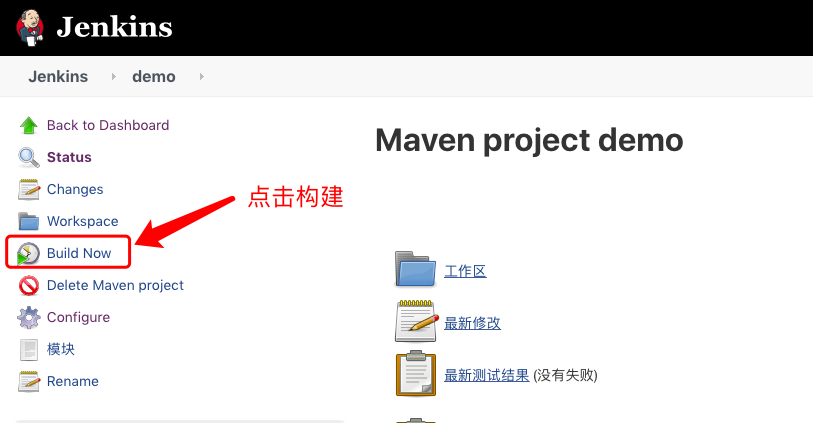 Jenkins
Jenkins demo
Back to Dashboard
Status
Changes
Workspace
Build Now
Delete Maven project
Configure
模块
Rename
点击构建
Maven project demo
工作区
最新修改
最新测试结果 (没有失败)